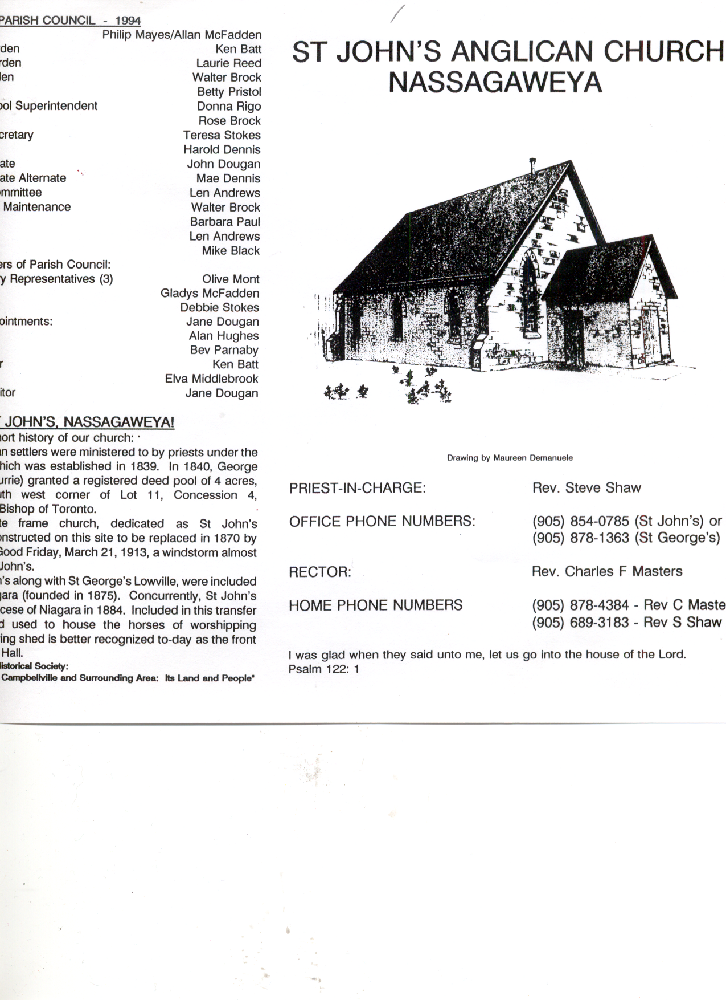 PARISH COUNCIL - 1994
Philip Mayes/Allan McFadden
den Ken Batt
rden Laurie Reed
en Walter Brock
Betty Pristol
ool Superintendent Donna Rigo
Rose Brock
cretary Teresa Stokes
Harold Dennis
ate John Dougan
ate Alternate Mae Dennis
mmittee Len Andrews
Maintenance Walter Brock
Barbara Paul
Len Andrews
Mike Black
ers of Parish Council:
y Representatives (3) Olive Mont
Gladys McFadden
Debbie Stokes
ointments: Jane Dougan
Alan Hughes
Bev Parnaby
r Ken Batt
Elva Middlebrook
itor Jane Dougan
T JOHN'S, NASSAGAWEYA!
ort history of our church:
an settlers were ministered to by priests under the
hich was established in 1839. In 1840, George
urrie) granted a registered deed pool of 4 acres,
uth west corner of Lot 11, Concession 4,
Bishop of Toronto.
te frame church, dedicated as St John's
onstructed on this site to be replaced in 1870 by
Good Friday, March 21, 1913, a windstorm almost
John's.
n's along with St George's Lowville, were included
gara (founded in 1875). Concurrently, St John's
cese of Niagara in 1884. Included in this transfer
d used to house the horses of worshipping
ing shed is better recognized to-day as the front
Hall.
Historical Society:
Campbellville and Surrounding Area: Its Land and People"
ST JOHN'S ANGLICAN CHURCH
NASSAGAWEYA
Drawing by Maureen Demanuele
PRIEST-IN-CHARGE: Rev. Steve Shaw
OFFICE PHONE NUMBERS: (905) 854-0785 (St John's) or
(905) 878-1363 (St George's)
RECTOR: Rev. Charles F Masters
HOME PHONE NUMBERS (905) 878-4384 - Rev C Maste
(905) 689-3183 - Rev S Shaw
I was glad when they said unto me, let us go into the house of the Lord.
Psalm 122: 1